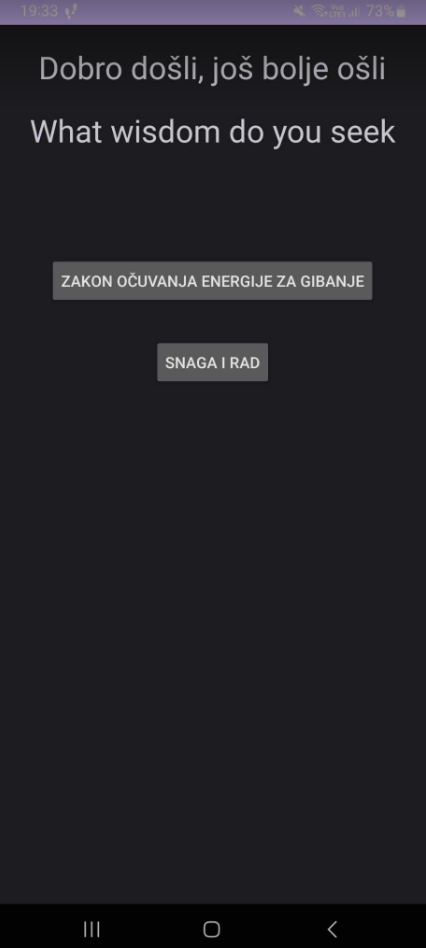 19:33
73%
Dobro došli, još bolje ošli
What wisdom do you seek
ZAKON OČUVANJA ENERGIJE ZA GIBANJE
SNAGA I RAD